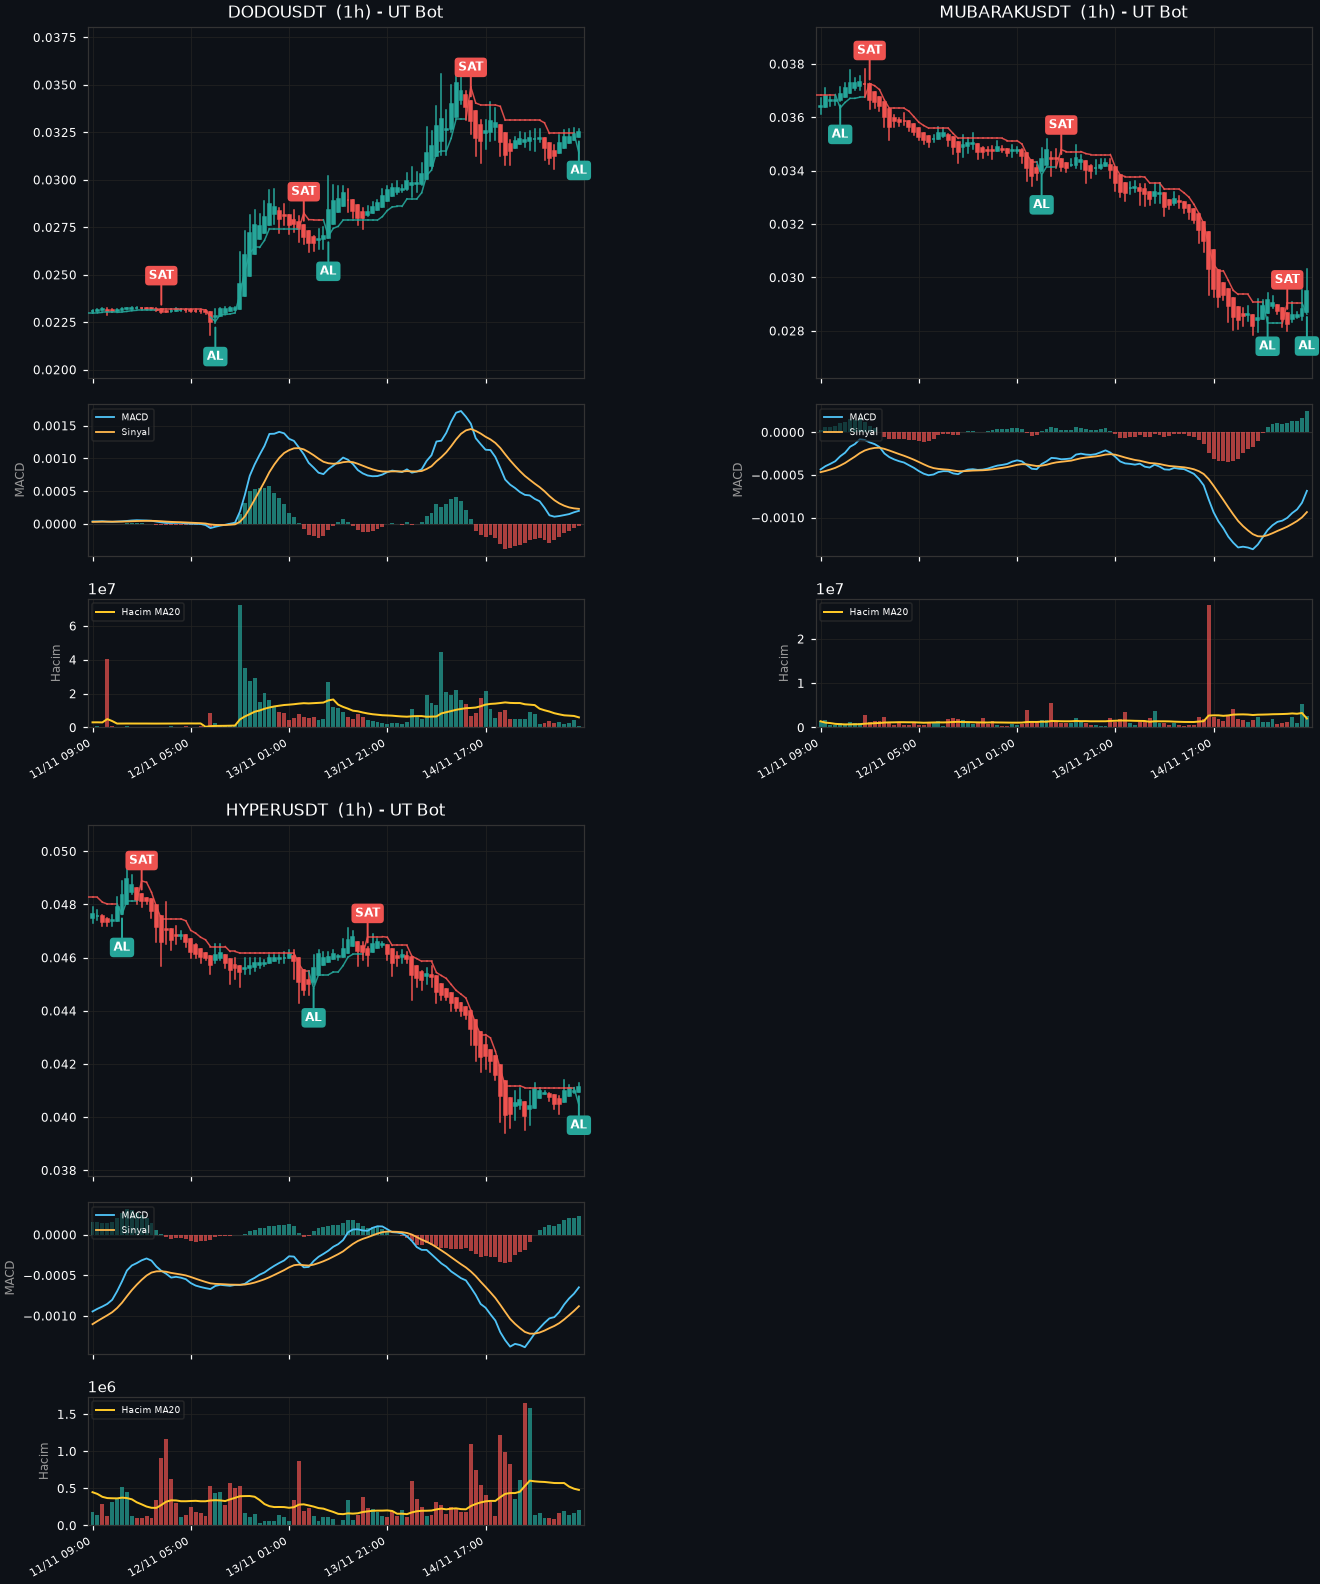 DODOUSDT  (1h) - UT Bot
0.0375
0.0350
0.0325
0.0300
0.0275
0.0250
0.0225
0.0200
SAT
AL
SAT
AL
SAT
AL
MACD
0.0015
0.0010
0.0005
0.0000
MACD
Sinyal
1e7
Hacim
6
4
2
0
Hacim MA20
11/11 09:00
12/11 05:00
13/11 01:00
13/11 21:00
14/11 17:00
MUBARAKUSDT  (1h) - UT Bot
0.038
0.036
0.034
0.032
0.030
0.028
AL
SAT
AL
SAT
AL
SAT
AL
MACD
0.0000
−0.0005
−0.0010
MACD
Sinyal
1e7
Hacim
2
1
0
Hacim MA20
11/11 09:00
12/11 05:00
13/11 01:00
13/11 21:00
14/11 17:00
HYPERUSDT  (1h) - UT Bot
0.050
0.048
0.046
0.044
0.042
0.040
0.038
AL
SAT
AL
SAT
AL
MACD
0.0000
−0.0005
−0.0010
MACD
Sinyal
1e6
Hacim
1.5
1.0
0.5
0.0
Hacim MA20
11/11 09:00
12/11 05:00
13/11 01:00
13/11 21:00
14/11 17:00